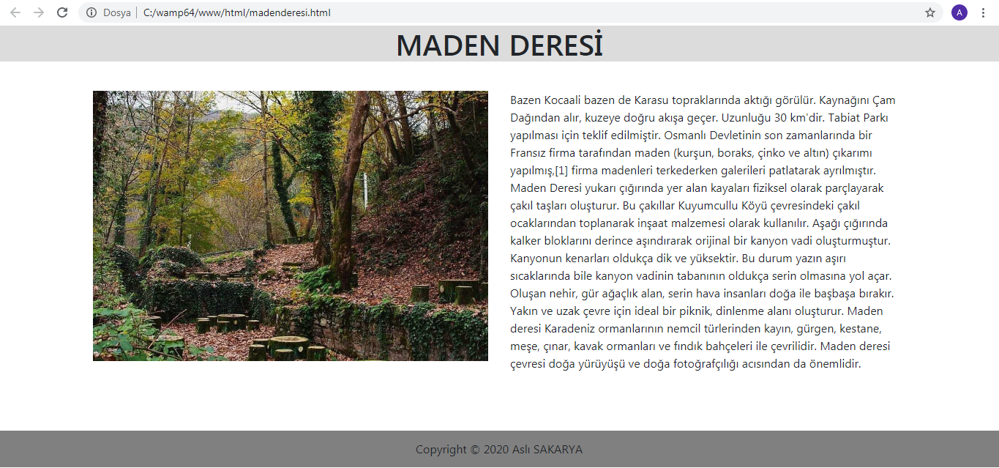 Dosya | C:/wamp64/www/html/madenderesi.html
A
MADEN DERESİ
Bazen Kocaali bazen de Karasu topraklarında aktığı görülür. Kaynağını Çam
Dağından alır, kuzeye doğru akışa geçer. Uzunluğu 30 km'dir. Tabiat Parkı
yapılması için teklif edilmiştir. Osmanlı Devletinin son zamanlarında bir
Fransız firma tarafından maden (kurşun, boraks, çinko ve altın) çıkarımı
yapılmış,[1] firma madenleri terkederken galerileri patlatarak ayrılmıştır.
Maden Deresi yukarı çığırında yer alan kayaları fiziksel olarak parçlayarak
çakıl taşları oluşturur. Bu çakıllar Kuyumcullu Köyü çevresindeki çakıl
ocaklarından toplanarak inşaat malzemesi olarak kullanılır. Aşağı çığırında
kalker bloklarını derince aşındırarak orijinal bir kanyon vadi oluşturmuştur.
Kanyonun kenarları oldukça dik ve yüksektir. Bu durum yazın aşırı
sıcaklarında bile kanyon vadinin tabanının oldukça serin olmasına yol açar.
Oluşan nehir, gür ağaçlık alan, serin hava insanları doğa ile başbaşa bırakır.
Yakın ve uzak çevre için ideal bir piknik, dinlenme alanı oluşturur. Maden
deresi Karadeniz ormanlarının nemcil türlerinden kayın, gürgen, kestane,
meşe, çınar, kavak ormanları ve fındık bahçeleri ile çevrilidir. Maden deresi
çevresi doğa yürüyüşü ve doğa fotoğrafçılığı acısından da önemlidir.
Copyright © 2020 Aslı SAKARYA